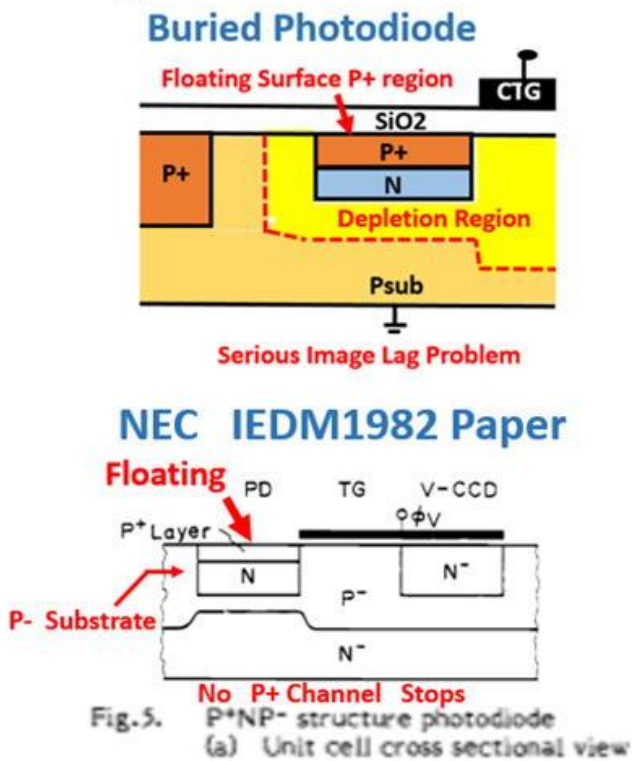 Buried Photodiode
Floating Surface P+ region
CTG
SiO2
P+
P+
N
Depletion Region
Psub
Serious Image Lag Problem
NEC IEDM1982 Paper
Floating
PD TG V-CCD
φV
P+ Layer
N
N-
P- Substrate
P-
N-
No P+ Channel Stops
Fig.5. P+NP- structure photodiode
(a) Unit cell cross sectional view